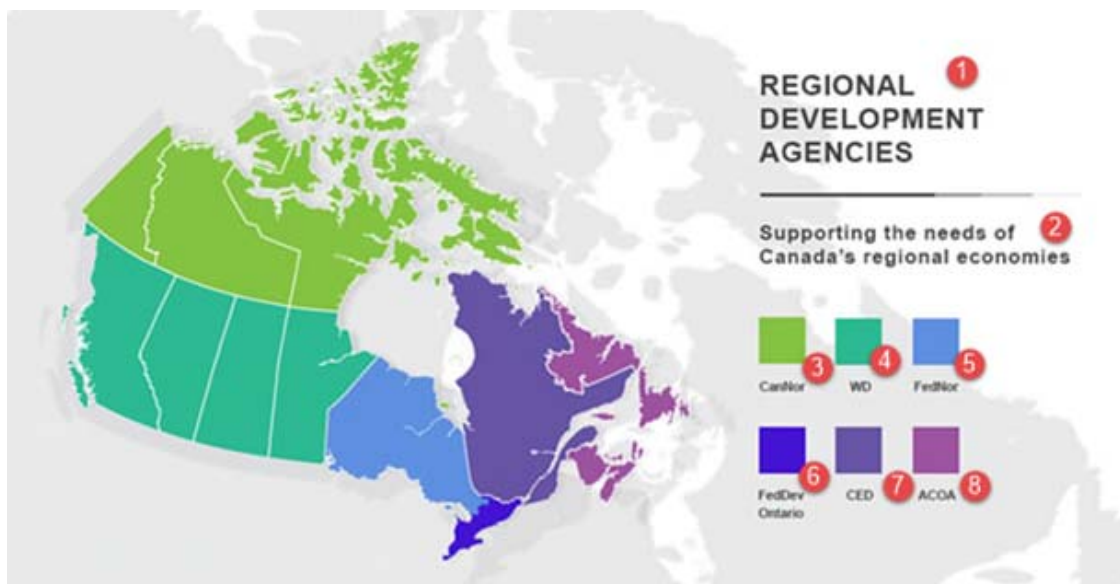 REGIONAL 1
DEVELOPMENT
AGENCIES
Supporting the needs of 2
Canada's regional economies
3 4 5
CanNor WD FedNor
6 7 8
FedDev CED ACOA
Ontario